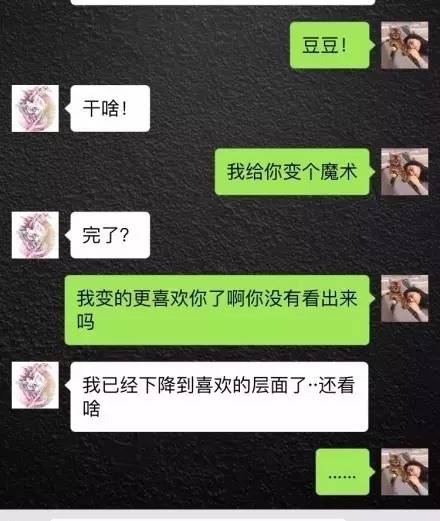 豆豆！
干啥！
我给你变个魔术
完了？
我变的更喜欢你了啊你没有看出来
吗
我已经下降到喜欢的层面了··还看
啥
……